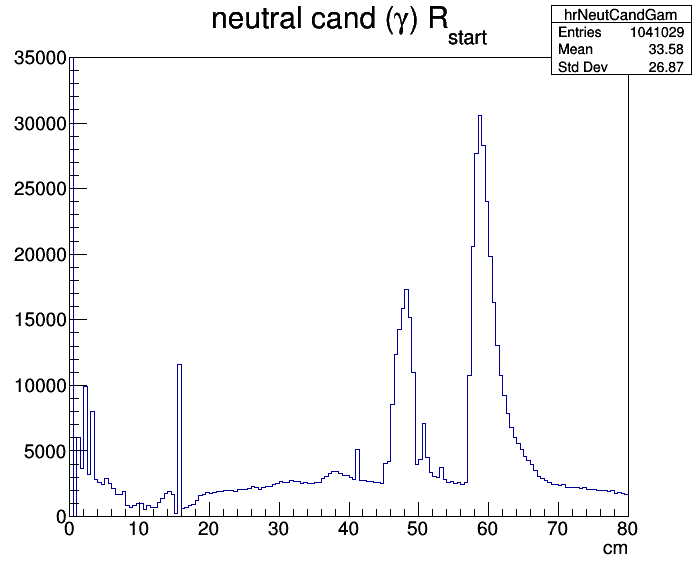 neutral cand (γ) R_start
hrNeutCandGam
Entries 1041029
Mean 33.58
Std Dev 26.87
35000
30000
25000
20000
15000
10000
5000
0
0 10 20 30 40 50 60 70 80
cm